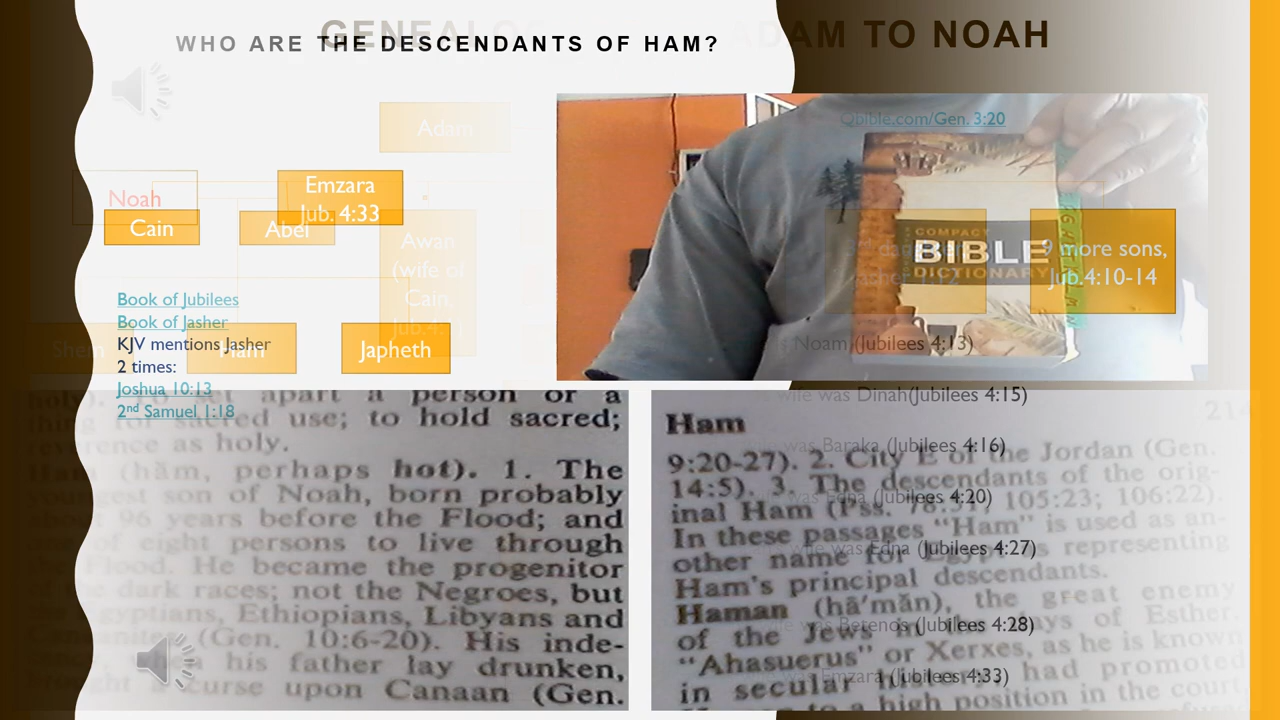 WHO ARE THE DESCENDANTS OF HAM?
ADAM TO NOAH
Adam
Qbible.com/Gen. 3:20
Noah
Emzara
Jub. 4:33
Cain
Abel
Awan
(wife of
Cain
9 more sons,
Jub.4:10-14
COMPACT
BIBLE
DICTIONARY
Book of Jubilees
Book of Jasher
KJV mentions Jasher
2 times:
Joshua 10:13
2nd Samuel 1:18
Shem
Ham
Japheth
Noam (Jubilees 4:13)
wife was Dinah(Jubilees 4:15)
was Baraka (Jubilees 4:16)
was Edna (Jubilees 4:20)
wife was Edna (Jubilees 4:27)
was Betenos (Jubilees 4:28)
Emzara (Jubilees 4:33)
holy). To set apart a person or a
thing for sacred use; to hold sacred;
reverence as holy.
Ham (hăm, perhaps hot). 1. The
youngest son of Noah, born probably
about 96 years before the Flood; and
one of eight persons to live through
the Flood. He became the progenitor
of the dark races; not the Negroes, but
the Egyptians, Ethiopians, Libyans and
Canaanites (Gen. 10:6-20). His inde-
when his father lay drunken,
brought a curse upon Canaan (Gen.
Ham
214
9:20-27). 2. City E of the Jordan (Gen.
14:5). 3. The descendants of the orig-
inal Ham (Pss. 78:51; 105:23; 106:22).
In these passages "Ham" is used as an-
other name for Egypt as representing
Ham's principal descendants.
Haman (hā′măn), the great enemy
of the Jews in the days of Esther.
"Ahasuerus" or Xerxes, as he is known
in secular history, had promoted
to a high position in the court